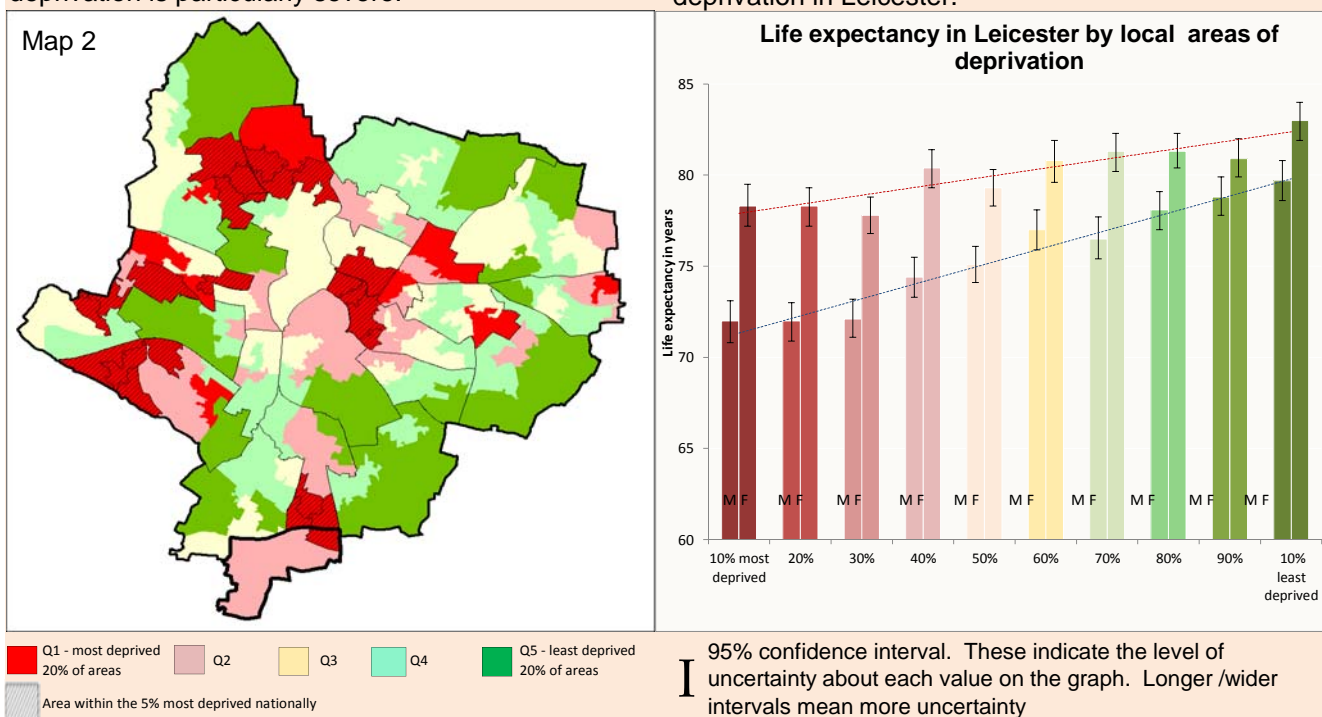 deprivation in Leicester.
Map 2
Life expectancy in Leicester by local areas of
deprivation
Life expectancy in years
85
80
75
70
65
60
M F M F M F M F M F M F M F M F M F M F
10% most
deprived
20%
30%
40%
50%
60%
70%
80%
90%
10%
least
deprived
Q1 - most deprived
20% of areas
Q2
Q3
Q4
Q5 - least deprived
20% of areas
Area within the 5% most deprived nationally
95% confidence interval. These indicate the level of
uncertainty about each value on the graph. Longer /wider
intervals mean more uncertainty